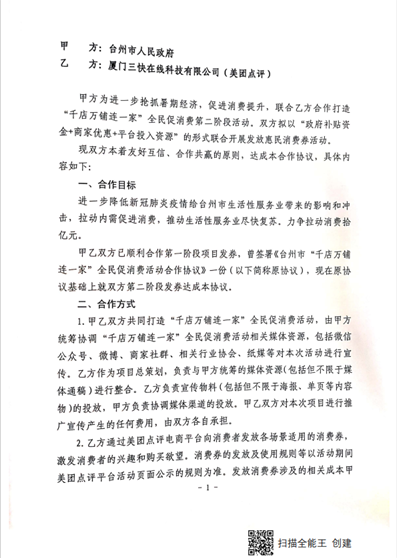 甲　　方：台州市人民政府
乙　　方：厦门三快在线科技有限公司（美团点评）
甲方为进一步抢抓暑期经济，促进消费提升，联合乙方合作打造
“千店万铺连一家”全民促消费第二阶段活动。双方拟以“政府补贴资
金+商家优惠+平台投入资源”的形式联合开展发放惠民消费券活动。
现双方本着友好互信、合作共赢的原则，达成本合作协议，具体内
容如下：
一、合作目标
进一步降低新冠肺炎疫情给台州市生活性服务业带来的影响和冲
击，拉动内需促进消费，推动生活性服务业尽快复苏。力争拉动消费拾
亿元。
甲乙双方已顺利合作第一阶段项目发券，曾签署《台州市“千店万铺
连一家”全民促消费活动合作协议》一份（以下简称原协议），现在原协
议基础上就双方第二阶段发券达成本协议。
二、合作方式
1.甲乙双方共同打造“千店万铺连一家”全民促消费活动，由甲方
统筹协调“千店万铺连一家”全民促消费活动相关媒体资源，包括微信
公众号、微博、商家社群、相关行业协会、纸媒等对本次活动进行宣
传。乙方作为项目总策划，负责与甲方统筹的媒体资源（包括但不限于媒
体通稿）进行整合。乙方负责宣传物料（包括但不限于海报、单页等内容
物）的投放，甲方负责协调媒体渠道的投放。甲乙双方对本次项目进行推
广宣传产生的任何费用，由双方各自承担。
2.乙方通过美团点评电商平台向消费者发放各场景适用的消费券，
激发消费者的兴趣和购买欲望。消费券的发放及使用规则等以活动期间
美团点评平台活动页面公示的规则为准。发放消费券涉及的相关成本甲
- 1 -
扫描全能王 创建